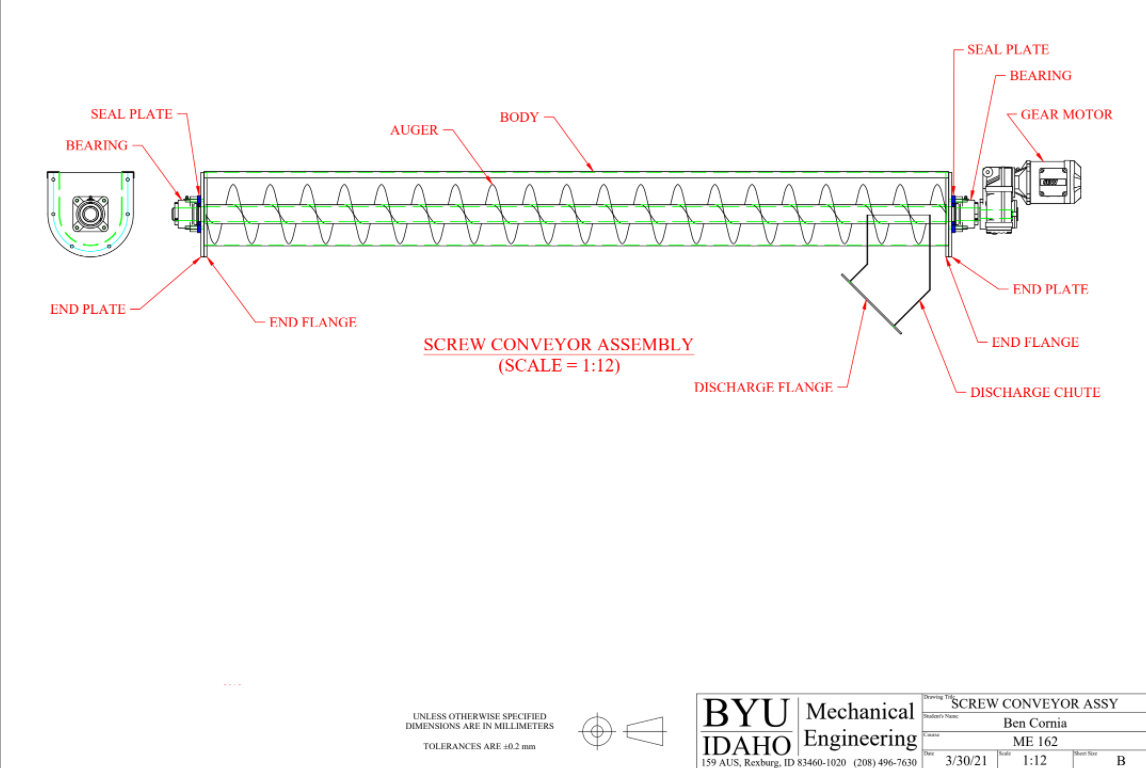 SEAL PLATE
BEARING
GEAR MOTOR
SEAL PLATE
BODY
AUGER
BEARING
END PLATE
END PLATE
END FLANGE
END FLANGE
SCREW CONVEYOR ASSEMBLY
(SCALE = 1:12)
DISCHARGE FLANGE
DISCHARGE CHUTE
UNLESS OTHERWISE SPECIFIED
DIMENSIONS ARE IN MILLIMETERS
TOLERANCES ARE ±0.2 mm
BYU
IDAHO
Mechanical
Engineering
159 AUS, Rexburg, ID 83460-1020 (208) 496-7630
Drawing Title
SCREW CONVEYOR ASSY
Student's Name
Ben Cornia
Course
ME 162
Date
3/30/21
Scale
1:12
Sheet Size
B